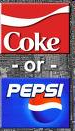 Coke
- or -
PEPSI